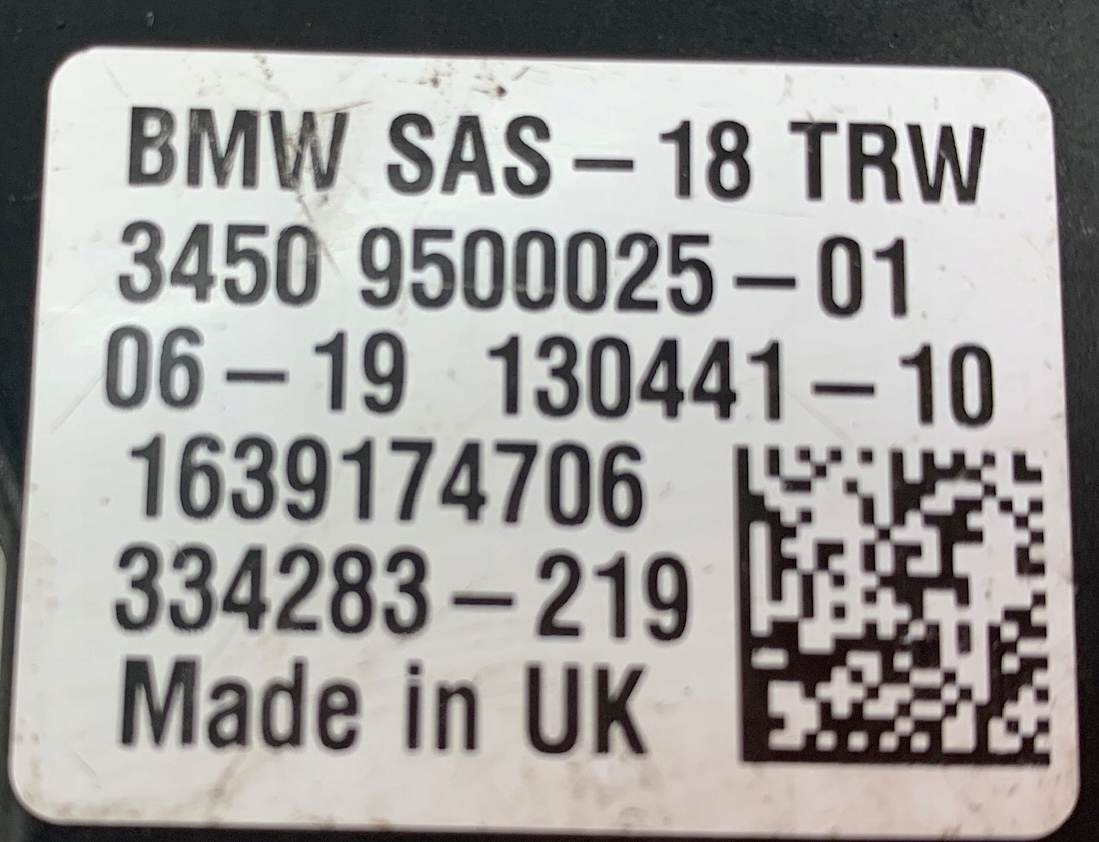 BMW SAS-18 TRW
3450 9500025-01
06-19 130441-10
1639174706
334283-219
Made in UK